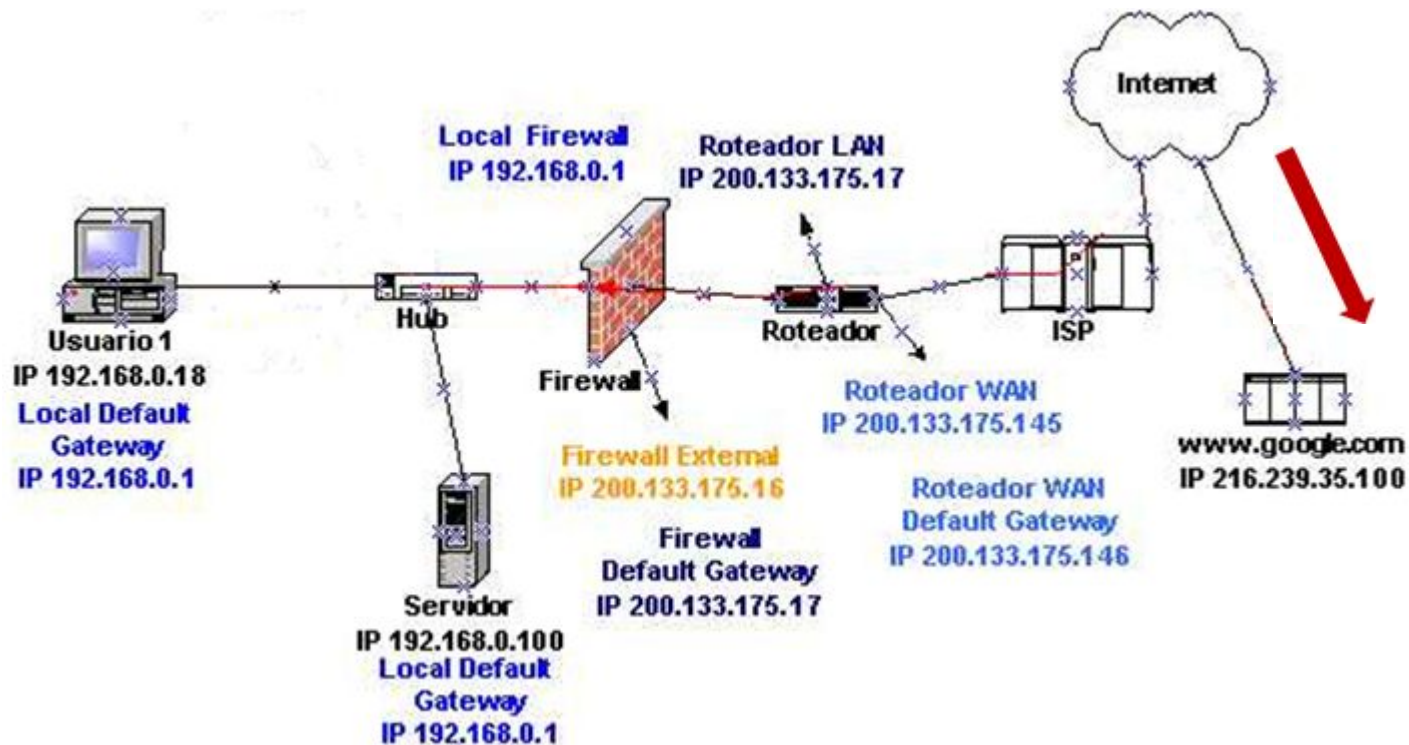 Internet
Local Firewall
IP 192.168.0.1
Roteador LAN
IP 200.133.175.17
Usuario 1
IP 192.168.0.18
Local Default
Gateway
IP 192.168.0.1
Hub
Firewall
Roteador
ISP
Firewall External
IP 200.133.175.16
Firewall
Default Gateway
IP 200.133.175.17
Roteador WAN
IP 200.133.175.145
Roteador WAN
Default Gateway
IP 200.133.175.146
www.google.com
IP 216.239.35.100
Servidor
IP 192.168.0.100
Local Default
Gateway
IP 192.168.0.1